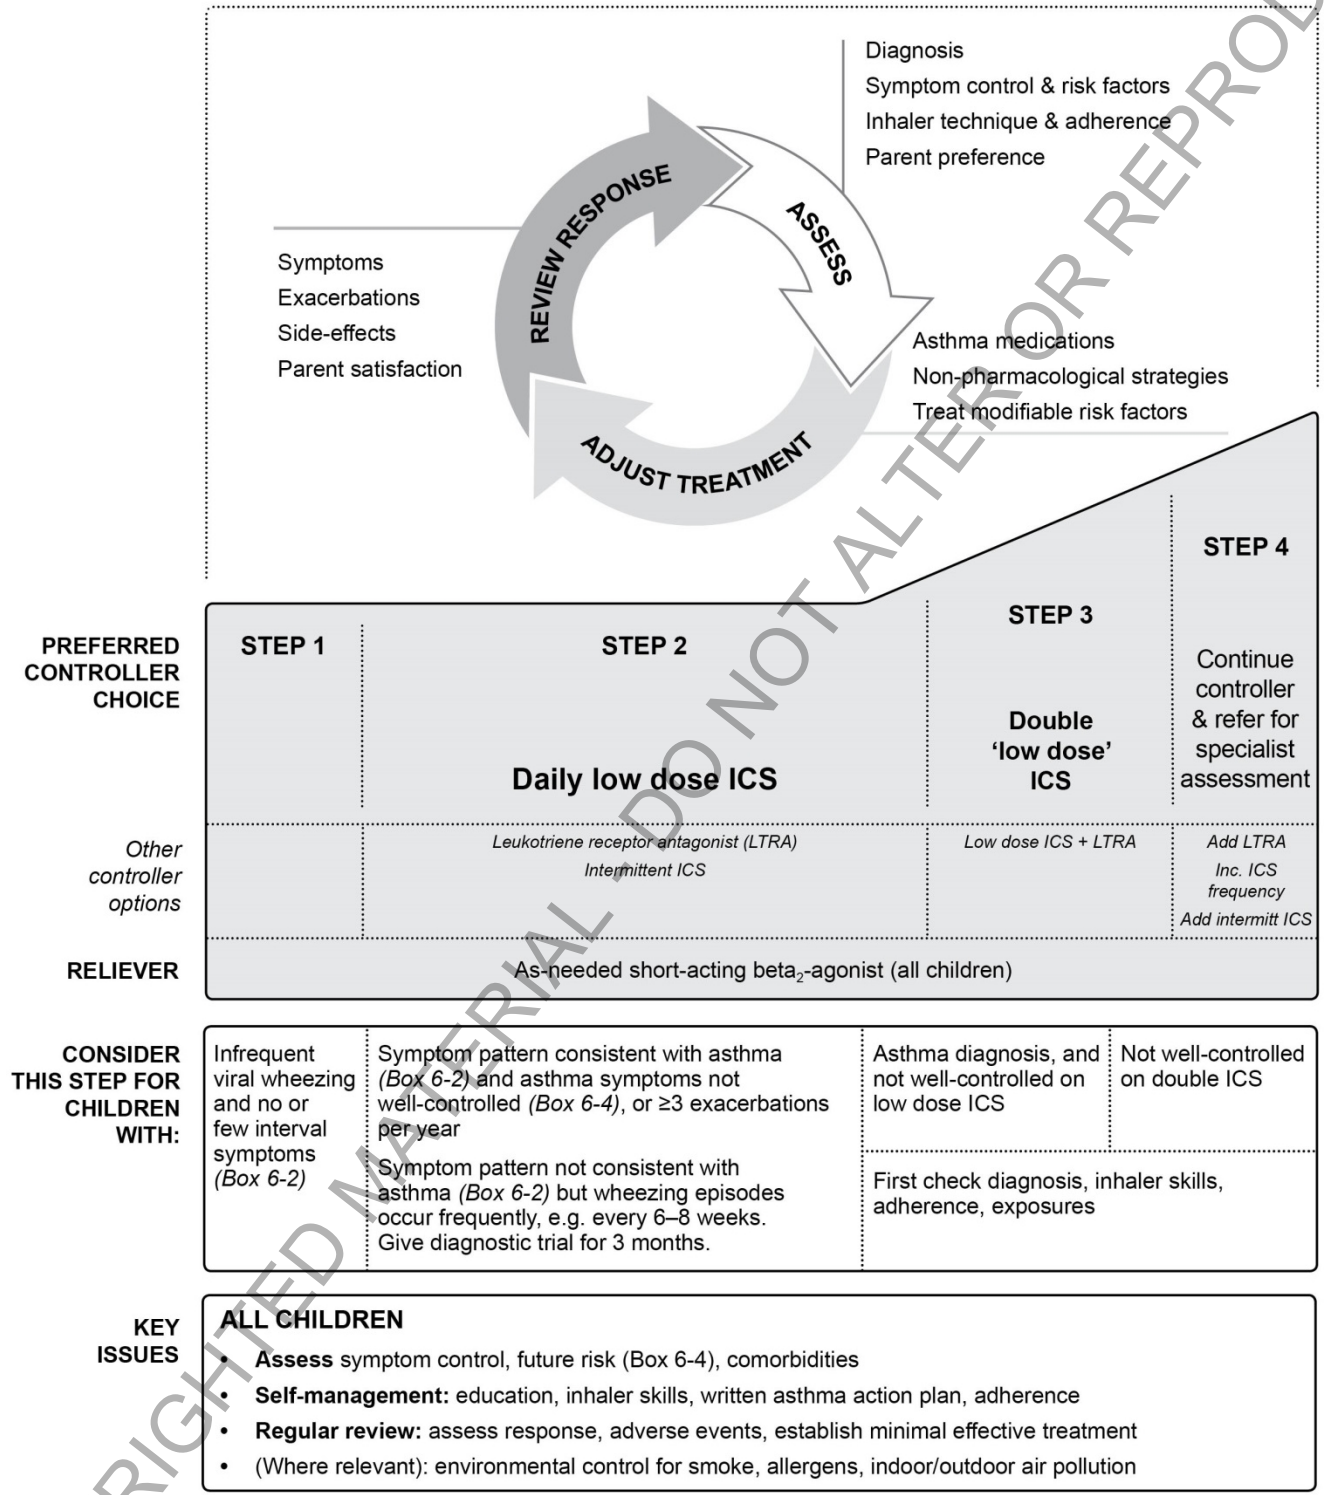 Diagnosis
Symptom control & risk factors
Inhaler technique & adherence
Parent preference
REVIEW RESPONSE
ASSESS
ADJUST TREATMENT
Symptoms
Exacerbations
Side-effects
Parent satisfaction
Asthma medications
Non-pharmacological strategies
Treat modifiable risk factors
PREFERRED
CONTROLLER
CHOICE
STEP 1
STEP 2
Daily low dose ICS
STEP 3
Double
‘low dose’
ICS
STEP 4
Continue
controller
& refer for
specialist
assessment
Other
controller
options
Leukotriene receptor antagonist (LTRA)
Intermittent ICS
Low dose ICS + LTRA
Add LTRA
Inc. ICS
frequency
Add intermitt ICS
RELIEVER
As-needed short-acting beta₂-agonist (all children)
CONSIDER
THIS STEP FOR
CHILDREN
WITH:
Infrequent
viral wheezing
and no or
few interval
symptoms
(Box 6-2)
Symptom pattern consistent with asthma
(Box 6-2) and asthma symptoms not
well-controlled (Box 6-4), or ≥3 exacerbations
per year
Symptom pattern not consistent with
asthma (Box 6-2) but wheezing episodes
occur frequently, e.g. every 6–8 weeks.
Give diagnostic trial for 3 months.
Asthma diagnosis, and
not well-controlled on
low dose ICS
Not well-controlled
on double ICS
First check diagnosis, inhaler skills,
adherence, exposures
KEY
ISSUES
ALL CHILDREN
• Assess symptom control, future risk (Box 6-4), comorbidities
• Self-management: education, inhaler skills, written asthma action plan, adherence
• Regular review: assess response, adverse events, establish minimal effective treatment
• (Where relevant): environmental control for smoke, allergens, indoor/outdoor air pollution
MATERIAL - DO NOT ALTER OR